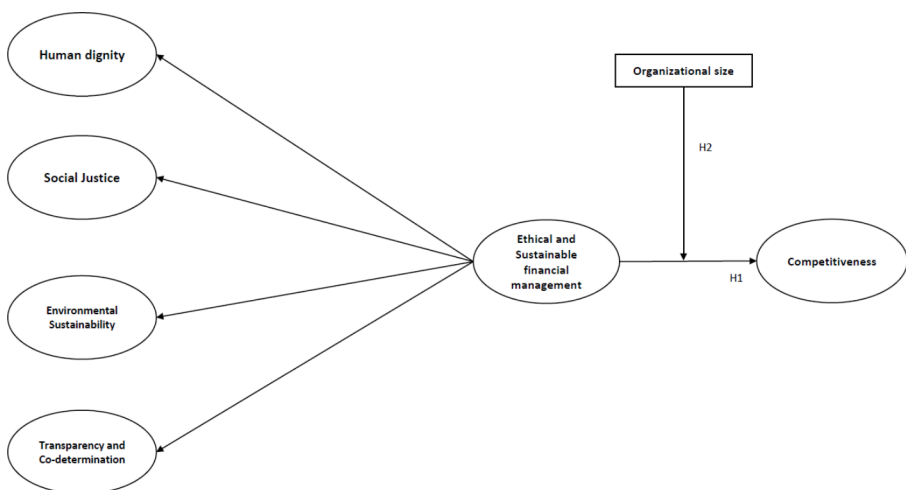 Human dignity
Organizational size
H2
Social Justice
Ethical and
Sustainable
financial
management
Competitiveness
H1
Environmental
Sustainability
Transparency and
Co-determination